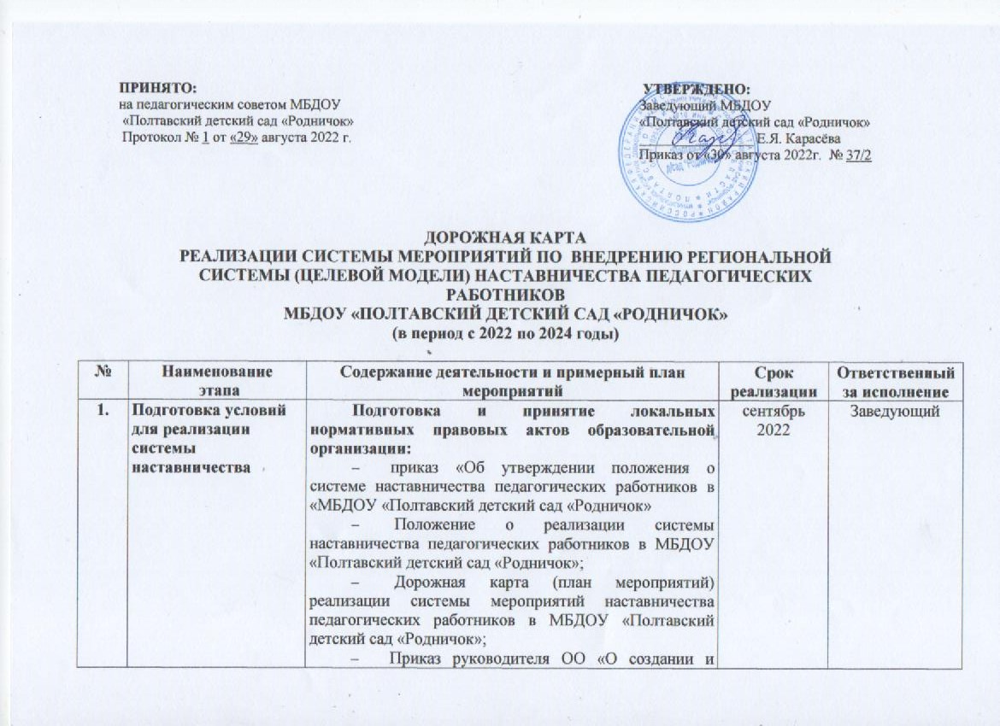 ПРИНЯТО:
на педагогическим советом МБДОУ
«Полтавский детский сад «Родничок»
Протокол № 1 от «29» августа 2022 г.
УТВЕРЖДЕНО:
Заведующий МБДОУ
«Полтавский детский сад «Родничок»
Е.Я. Карасёва
Приказ от «30» августа 2022г. № 37/2
ДОРОЖНАЯ КАРТА
РЕАЛИЗАЦИИ СИСТЕМЫ МЕРОПРИЯТИЙ ПО ВНЕДРЕНИЮ РЕГИОНАЛЬНОЙ
СИСТЕМЫ (ЦЕЛЕВОЙ МОДЕЛИ) НАСТАВНИЧЕСТВА ПЕДАГОГИЧЕСКИХ
РАБОТНИКОВ
МБДОУ «ПОЛТАВСКИЙ ДЕТСКИЙ САД «РОДНИЧОК»
(в период с 2022 по 2024 годы)
№
Наименование
этапа
Содержание деятельности и примерный план
мероприятий
Срок
реализации
Ответственный
за исполнение
1.
Подготовка условий
для реализации
системы
наставничества
Подготовка и принятие локальных
нормативных правовых актов образовательной
организации:
– приказ «Об утверждении положения о
системе наставничества педагогических работников в
«МБДОУ «Полтавский детский сад «Родничок»
– Положение о реализации системы
наставничества педагогических работников в МБДОУ
«Полтавский детский сад «Родничок»;
– Дорожная карта (план мероприятий)
реализации системы мероприятий наставничества
педагогических работников в МБДОУ «Полтавский
детский сад «Родничок»;
– Приказ руководителя ОО «О создании и
сентябрь
2022
Заведующий